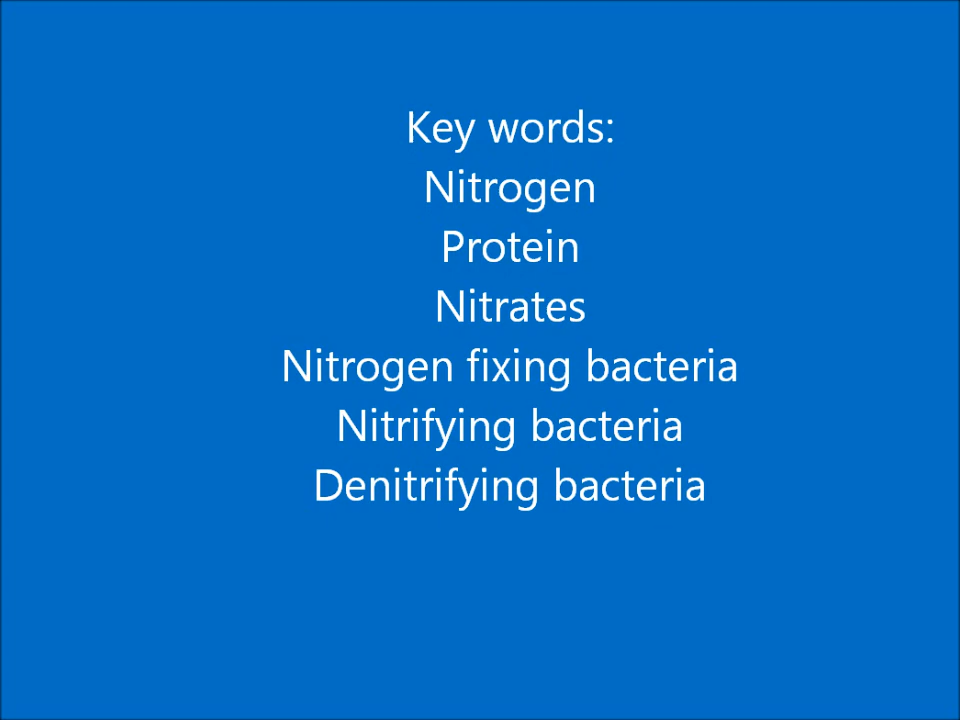 Key words:
Nitrogen
Protein
Nitrates
Nitrogen fixing bacteria
Nitrifying bacteria
Denitrifying bacteria